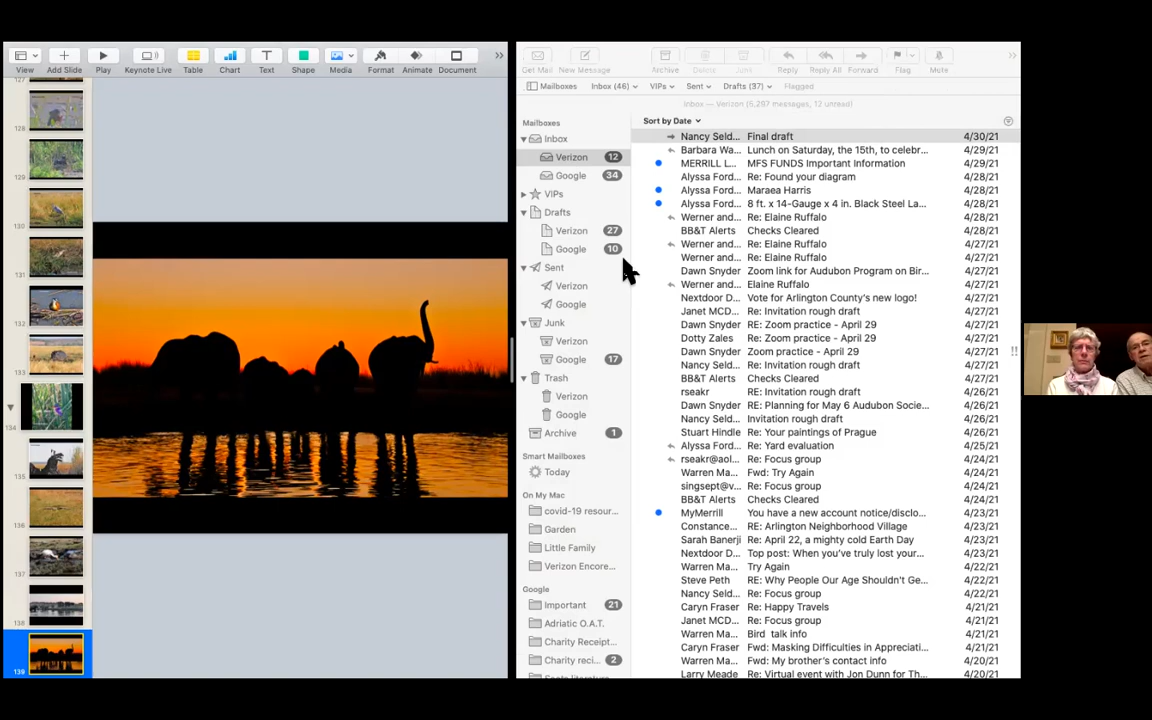 View Add Slide Play Keynote Live Table Chart Text Shape Media Format Animate Document
128
129
130
131
132
133
134
135
136
137
138
139
Get Mail New Message Archive Delete Junk Reply Reply All Forward Flag Mute
Mailboxes Inbox (46) VIPs Sent Drafts (37) Flagged
Inbox — Verizon (5,297 messages, 12 unread)
Mailboxes
Inbox
Verizon 12
Google 34
VIPs
Drafts
Verizon 27
Google 10
Sent
Verizon
Google
Junk
Verizon
Google 17
Trash
Verizon
Google
Archive 1
Smart Mailboxes
Today
On My Mac
covid-19 resour...
Garden
Little Family
Verizon Encore...
Google
Important 21
Adriatic O.A.T.
Charity Receipt...
Charity reci... 2
Sort by Date
Nancy Seld... Final draft 4/30/21
Barbara Wa... Lunch on Saturday, the 15th, to celebr... 4/29/21
MERRILL L... MFS FUNDS Important Information 4/29/21
Alyssa Ford... Re: Found your diagram 4/28/21
Alyssa Ford... Maraea Harris 4/28/21
Alyssa Ford... 8 ft. x 14-Gauge x 4 in. Black Steel La... 4/28/21
Werner and... Re: Elaine Ruffalo 4/28/21
BB&T Alerts Checks Cleared 4/28/21
Werner and... Re: Elaine Ruffalo 4/27/21
Werner and... Re: Elaine Ruffalo 4/27/21
Dawn Snyder Zoom link for Audubon Program on Bir... 4/27/21
Werner and... Elaine Ruffalo 4/27/21
Nextdoor D... Vote for Arlington County's new logo! 4/27/21
Janet MCD... Re: Invitation rough draft 4/27/21
Dawn Snyder RE: Zoom practice - April 29 4/27/21
Dotty Zales Re: Zoom practice - April 29 4/27/21
Dawn Snyder Zoom practice - April 29 4/27/21 !!
Nancy Seld... Re: Invitation rough draft 4/27/21
BB&T Alerts Checks Cleared 4/27/21
rseakr Re: Invitation rough draft 4/26/21
Dawn Snyder RE: Planning for May 6 Audubon Socie... 4/26/21
Nancy Seld... Invitation rough draft 4/26/21
Stuart Hindle Re: Your paintings of Prague 4/26/21
Alyssa Ford... Re: Yard evaluation 4/25/21
rseakr@aol... Re: Focus group 4/24/21
Warren Ma... Fwd: Try Again 4/24/21
singsept@v... Re: Focus group 4/24/21
BB&T Alerts Checks Cleared 4/24/21
MyMerrill You have a new account notice/disclo... 4/23/21
Constance... RE: Arlington Neighborhood Village 4/23/21
Sarah Banerji Re: April 22, a mighty cold Earth Day 4/23/21
Nextdoor D... Top post: When you've truly lost your... 4/23/21
Warren Ma... Try Again 4/22/21
Steve Peth RE: Why People Our Age Shouldn't Ge... 4/22/21
Nancy Seld... Re: Focus group 4/22/21
Caryn Fraser Re: Happy Travels 4/21/21
Janet MCD... Re: Focus group 4/21/21
Warren Ma... Bird talk info 4/21/21
Caryn Fraser Fwd: Masking Difficulties in Appreciati... 4/21/21
Warren Ma... Fwd: My brother's contact info 4/20/21
Larry Meade Re: Virtual event with Jon Dunn for Th... 4/20/21